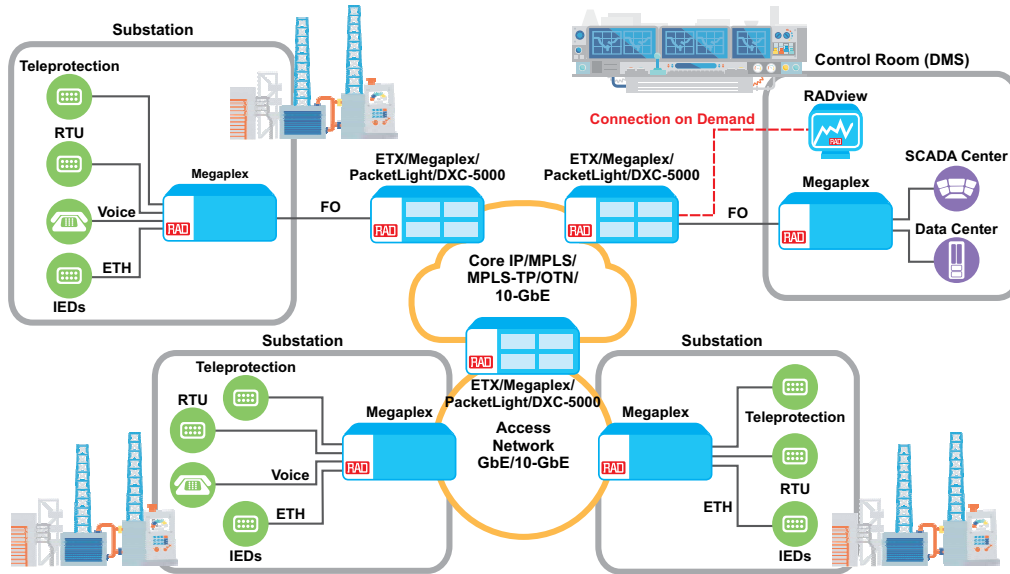 Substation
Teleprotection
RTU
Voice
ETH
IEDs
Megaplex
RAD
FO
ETX/Megaplex/
PacketLight/DXC-5000
RAD
ETX/Megaplex/
PacketLight/DXC-5000
RAD
Connection on Demand
FO
Control Room (DMS)
RADview
RAD
Megaplex
RAD
SCADA Center
Data Center
Core IP/MPLS/
MPLS-TP/OTN/
10-GbE
RAD
ETX/Megaplex/
PacketLight/DXC-5000
Access
Network
GbE/10-GbE
Substation
Teleprotection
RTU
Voice
ETH
IEDs
Megaplex
RAD
Substation
Megaplex
RAD
Teleprotection
RTU
ETH
IEDs